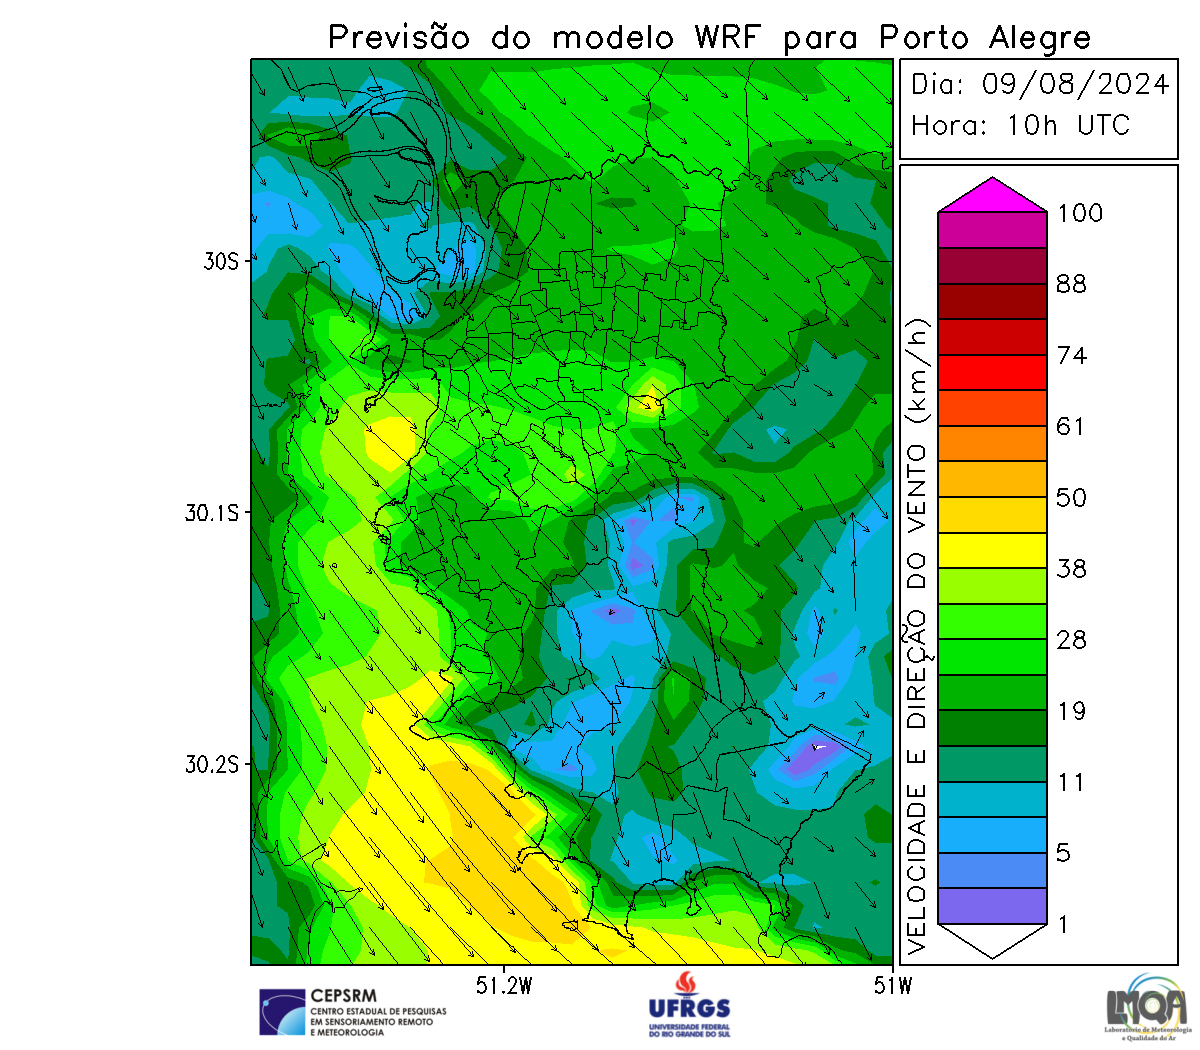 Previsão do modelo WRF para Porto Alegre
Dia: 09/08/2024
Hora: 10h UTC
30S
30.1S
30.2S
51.2W
51W
VELOCIDADE E DIREÇÃO DO VENTO (km/h)
100
88
74
61
50
38
28
19
11
5
1
CEPSRM
CENTRO ESTADUAL DE PESQUISAS
EM SENSORIAMENTO REMOTO
E METEOROLOGIA
UFRGS
UNIVERSIDADE FEDERAL
DO RIO GRANDE DO SUL
LMQA
Laboratório de Meteorologia
e Qualidade do Ar